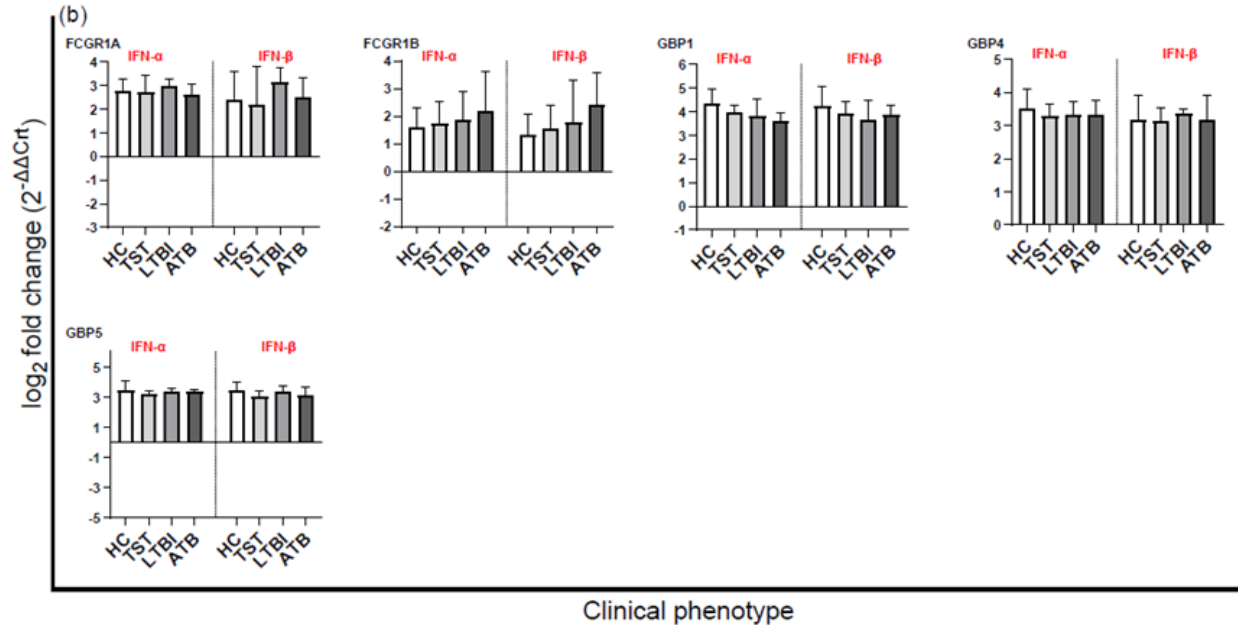 (b)
FCGR1A
IFN-α
IFN-β
4
3
2
1
0
-1
-2
-3
HC
TST
LTBI
ATB
HC
TST
LTBI
ATB
FCGR1B
IFN-α
IFN-β
4
2
0
-2
HC
TST
LTBI
ATB
HC
TST
LTBI
ATB
GBP1
IFN-α
IFN-β
6
5
4
3
2
1
0
-1
HC
TST
LTBI
ATB
HC
TST
LTBI
ATB
GBP4
IFN-α
IFN-β
5
4
3
2
1
0
HC
TST
LTBI
ATB
HC
TST
LTBI
ATB
GBP5
IFN-α
IFN-β
5
3
1
-1
-3
-5
HC
TST
LTBI
ATB
HC
TST
LTBI
ATB
log₂ fold change (2⁻ΔΔCrt)
Clinical phenotype